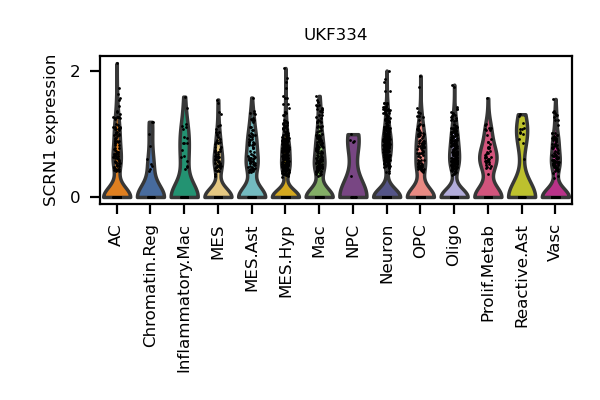 UKF334
SCRN1 expression
2
0
AC
Chromatin.Reg
Inflammatory.Mac
MES
MES.Ast
MES.Hyp
Mac
NPC
Neuron
OPC
Oligo
Prolif.Metab
Reactive.Ast
Vasc